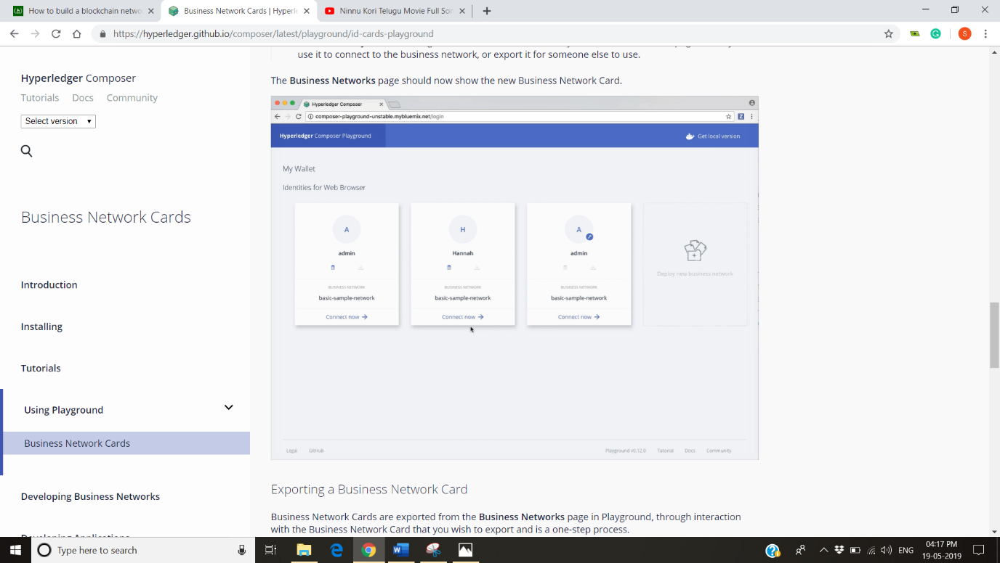 How to build a blockchain netwo
Business Network Cards | Hyperle
Ninnu Kori Telugu Movie Full Son
https://hyperledger.github.io/composer/latest/playground/id-cards-playground
S
Hyperledger Composer
Tutorials Docs Community
Select version
Business Network Cards
Introduction
Installing
Tutorials
Using Playground
Business Network Cards
Developing Business Networks
use it to connect to the business network, or export it for someone else to use.
The Business Networks page should now show the new Business Network Card.
Hyperledger Composer
composer-playground-unstable.mybluemix.net/login
Hyperledger Composer Playground
Get local version
My Wallet
Identities for Web Browser
A
admin
BUSINESS NETWORK
basic-sample-network
Connect now
H
Hannah
BUSINESS NETWORK
basic-sample-network
Connect now
A
admin
BUSINESS NETWORK
basic-sample-network
Connect now
Deploy new business network
Legal GitHub
Playground v0.12.0 Tutorial Docs Community
Exporting a Business Network Card
Business Network Cards are exported from the Business Networks page in Playground, through interaction
with the Business Network Card that you wish to export and is a one-step process.
Type here to search
ENG
04:17 PM
19-05-2019